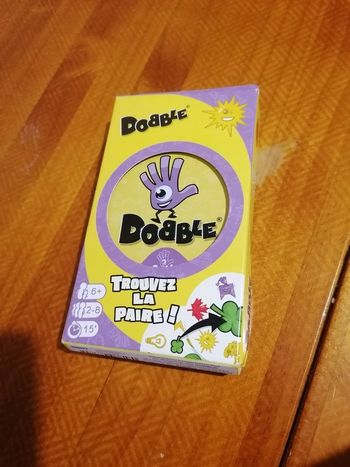 DOBBLE®
DOBBLE®
TROUVEZ
LA
PAIRE !
6+
2-8
15'